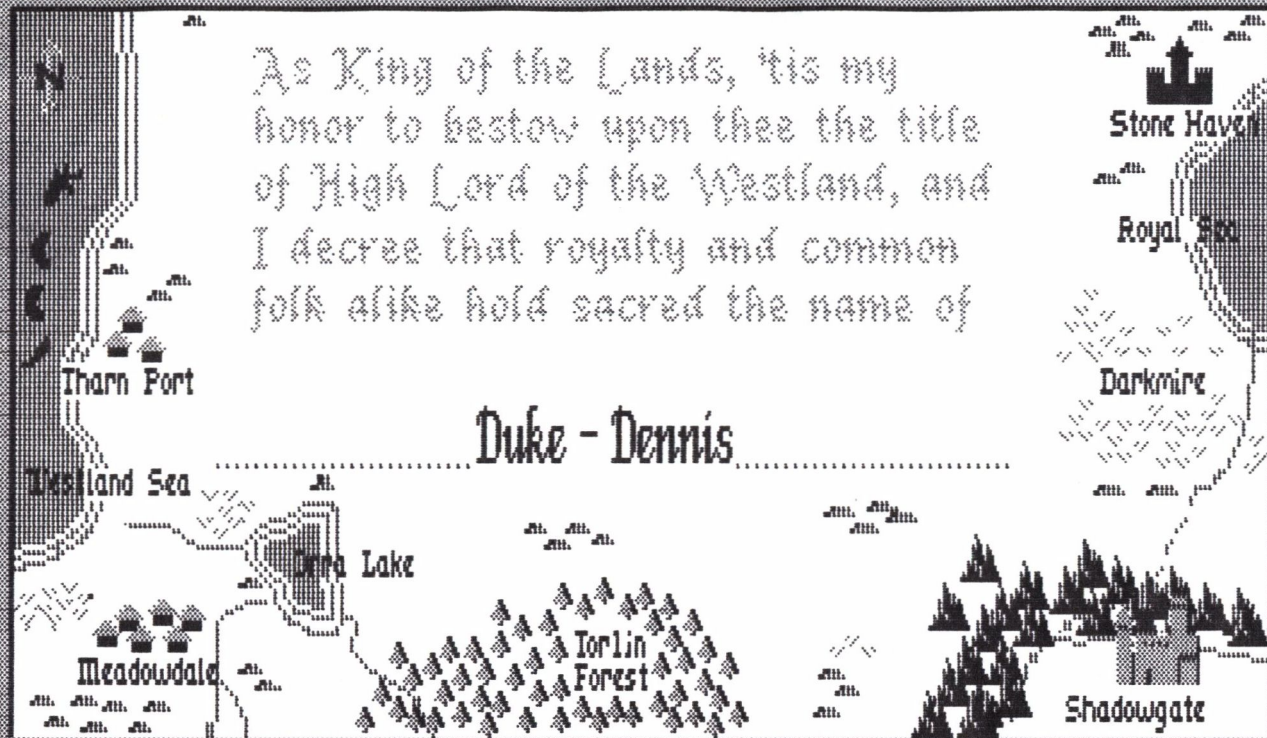 N
As King of the Lands, 'tis my
honor to bestow upon thee the title
of High Lord of the Westland, and
I decree that royalty and common
folk alike hold sacred the name of
Duke - Dennis
Stone Haven
Royal Sea
Tharn Port
Darkmire
Westland Sea
Lake
Torlin
Forest
Meadowdale
Shadowgate